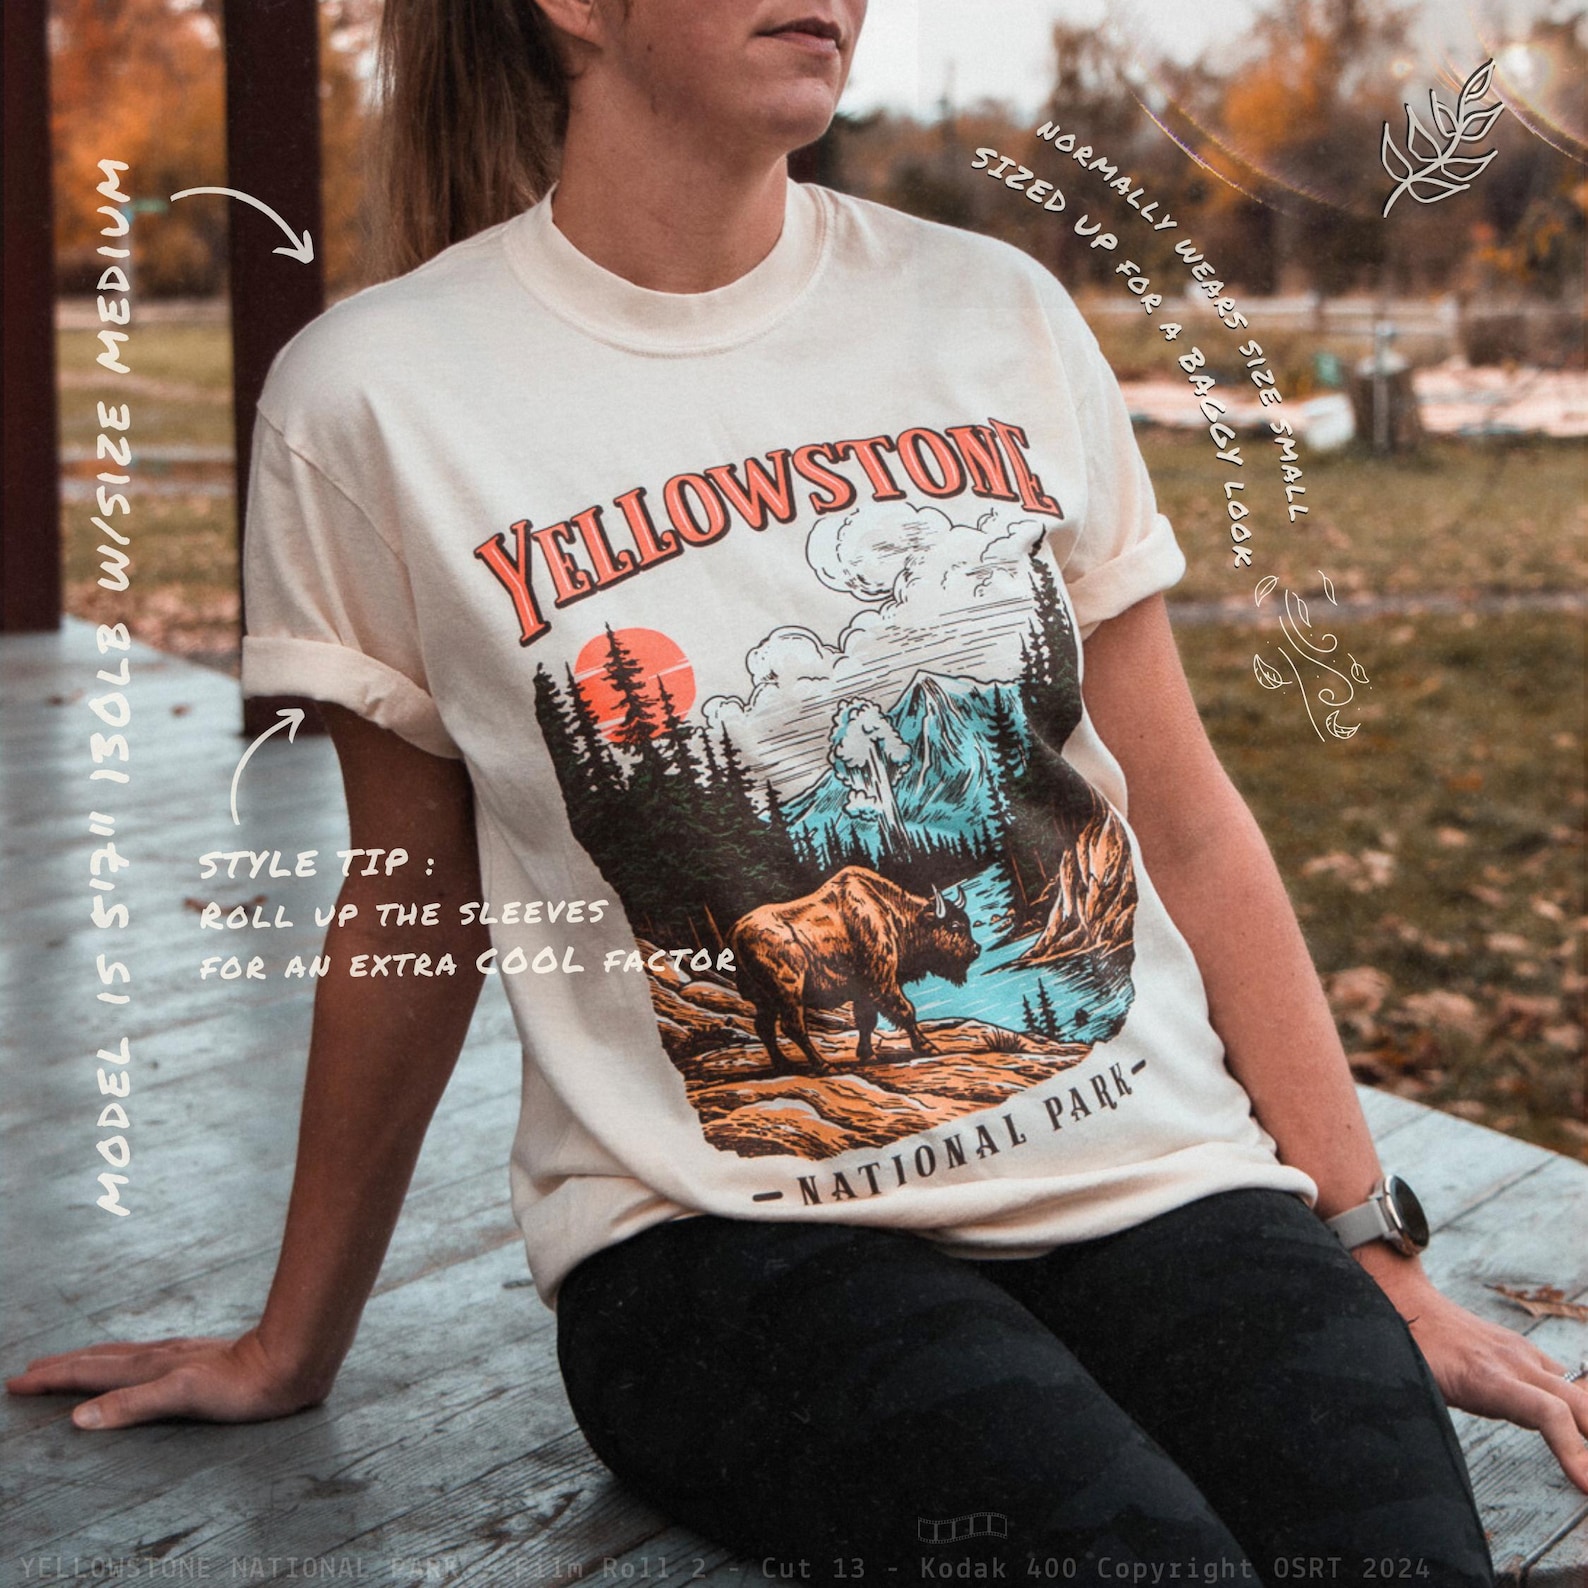 MODEL IS 5'7" 130LB W/SIZE MEDIUM
NORMALLY WEARS SIZE SMALL
SIZED UP FOR A BAGGY LOOK
YELLOWSTONE
STYLE TIP :
ROLL UP THE SLEEVES
FOR AN EXTRA COOL FACTOR
-NATIONAL PARK-
YELLOWSTONE NATIONAL PARK - Film Roll 2 - Cut 13 - Kodak 400 Copyright OSRT 2024